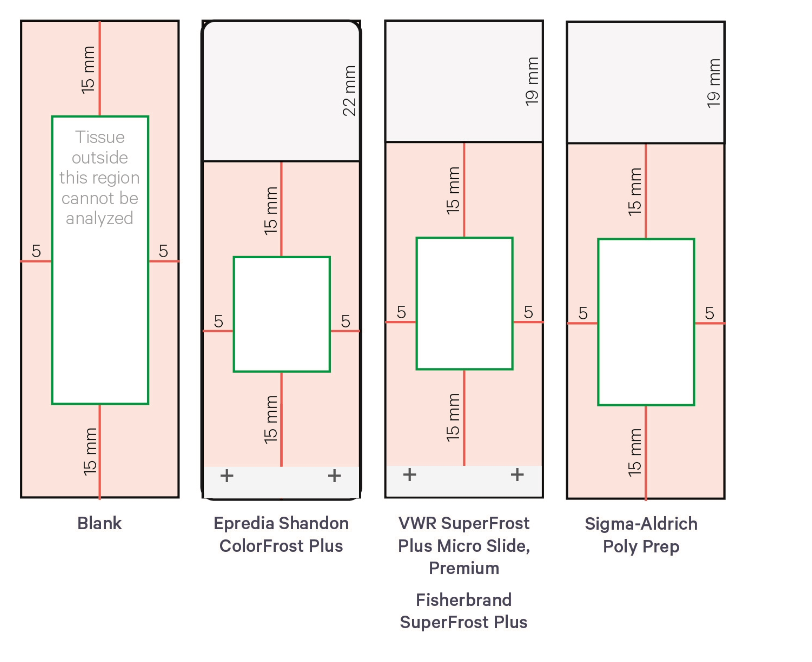 15 mm
Tissue
outside
this region
cannot be
analyzed
5
5
15 mm
Blank
22 mm
15 mm
5
5
15 mm
+ +
Epredia Shandon
ColorFrost Plus
19 mm
15 mm
5
5
15 mm
+ +
VWR SuperFrost
Plus Micro Slide,
Premium
Fisherbrand
SuperFrost Plus
19 mm
15 mm
5
5
15 mm
Sigma-Aldrich
Poly Prep